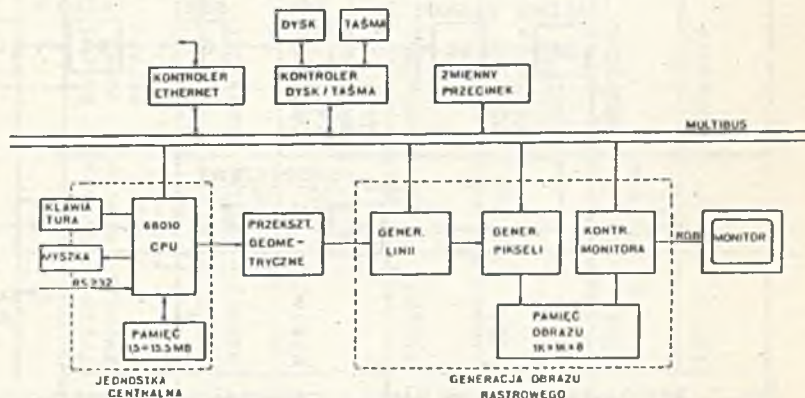 DYSK
TAŚMA
KONTROLER
ETHERNET
KONTROLER
DYSK / TAŚMA
ZMIENNY
PRZECINEK
MULTIBUS
KLAWIA
TURA
MYSZKA
RS 232
68010
CPU
PRZEKSZT.
GEOME-
TRYCZNE
GENER.
LINII
GENER.
PIKSELI
KONTR.
MONITORA
RGB
MONITOR
PAMIĘĆ
1,5÷15,5 MB
PAMIĘĆ
OBRAZU
1K×1K×8
JEDNOSTKA
CENTRALNA
GENERACJA OBRAZU
RASTROWEGO